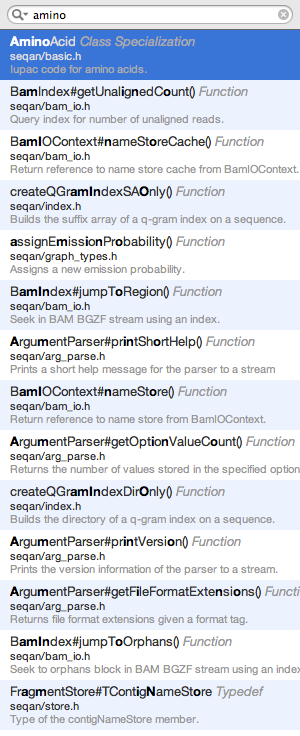 amino
AminoAcid Class Specialization
seqan/basic.h
Iupac code for amino acids.
BamIndex#getUnalignedCount() Function
seqan/bam_io.h
Query index for number of unaligned reads.
BamIOContext#nameStoreCache() Function
seqan/bam_io.h
Return reference to name store cache from BamIOContext.
createQGramIndexSAOnly() Function
seqan/index.h
Builds the suffix array of a q-gram index on a sequence.
assignEmissionProbability() Function
seqan/graph_types.h
Assigns a new emission probability.
BamIndex#jumpToRegion() Function
seqan/bam_io.h
Seek in BAM BGZF stream using an index.
ArgumentParser#printShortHelp() Function
seqan/arg_parse.h
Prints a short help message for the parser to a stream
BamIOContext#nameStore() Function
seqan/bam_io.h
Return reference to name store from BamIOContext.
ArgumentParser#getOptionValueCount() Function
seqan/arg_parse.h
Returns the number of values stored in the specified option
createQGramIndexDirOnly() Function
seqan/index.h
Builds the directory of a q-gram index on a sequence.
ArgumentParser#printVersion() Function
seqan/arg_parse.h
Prints the version information of the parser to a stream.
ArgumentParser#getFileFormatExtensions() Functi
seqan/arg_parse.h
Returns file format extensions given a format tag.
BamIndex#jumpToOrphans() Function
seqan/bam_io.h
Seek to orphans block in BAM BGZF stream using an index
FragmentStore#TContigNameStore Typedef
seqan/store.h
Type of the contigNameStore member.